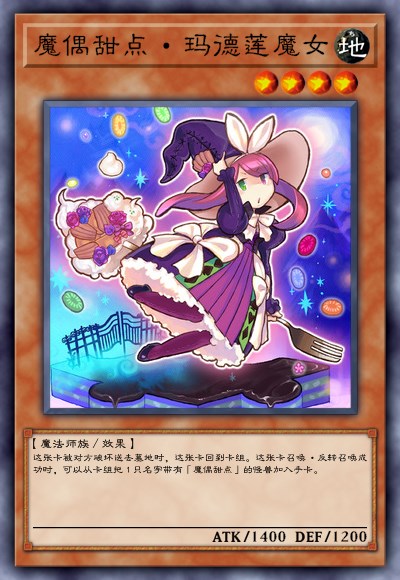 魔偶甜点・玛德莲魔女 地
【魔法师族／效果】
这张卡被对方破坏送去墓地时，这张卡回到卡组。这张卡召唤・反转召唤成
功时，可以从卡组把１只名字带有「魔偶甜点」的怪兽加入手卡。
ATK/1400 DEF/1200